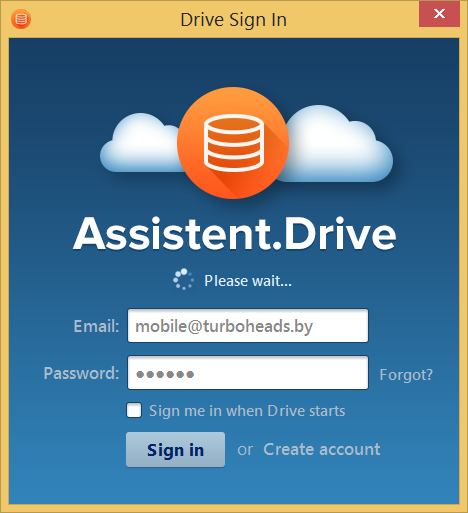 Drive Sign In
Assistent.Drive
Please wait...
Email: mobile@turboheads.by
Password: ●●●●●● Forgot?
Sign me in when Drive starts
Sign in or Create account